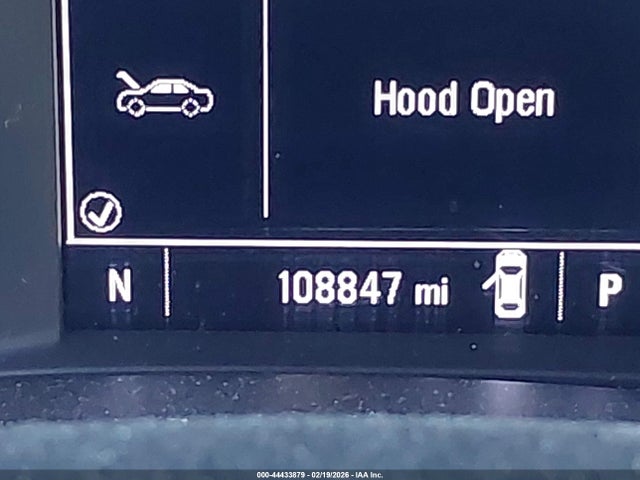 Hood Open
N 108847 mi P
000-44433879 - 02/19/2026 - IAA Inc.